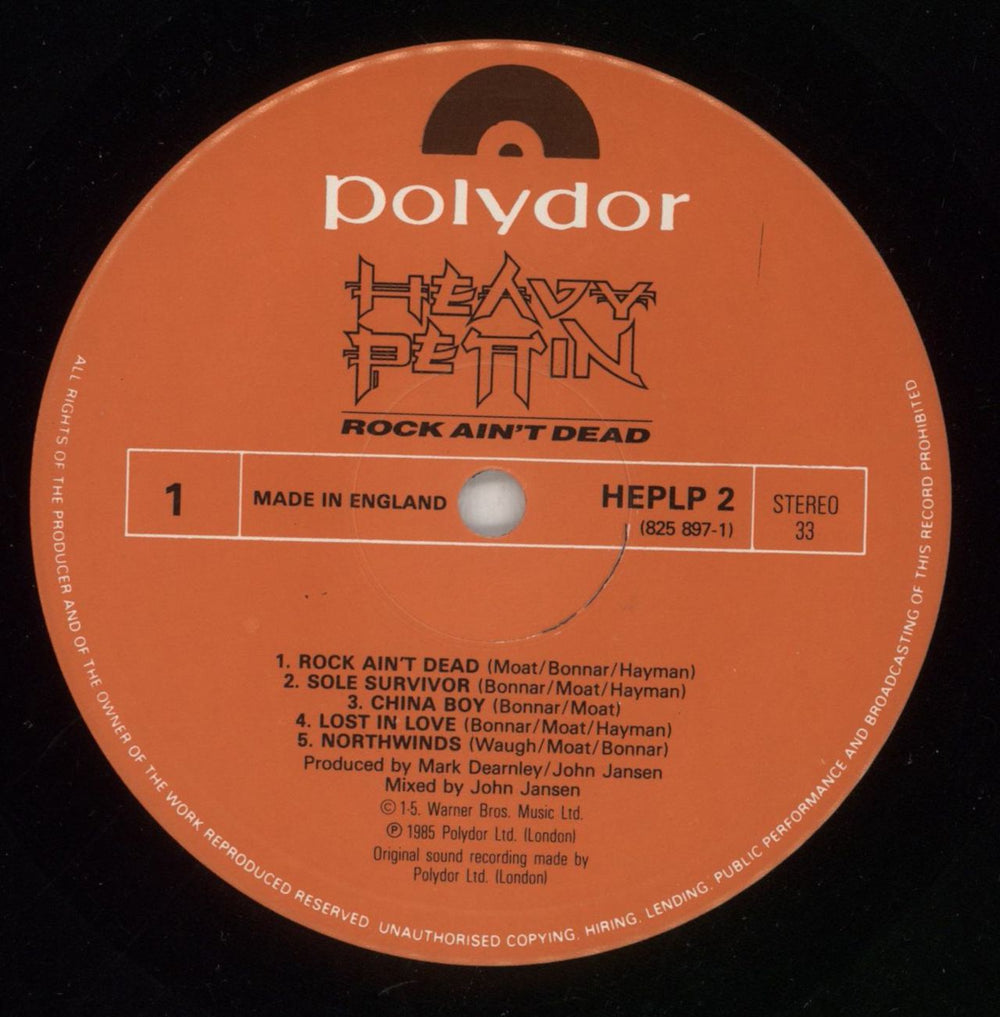 polydor
HEAVY
PETTIN
ROCK AIN'T DEAD
1
MADE IN ENGLAND
HEPLP 2
(825 897-1)
STEREO
33
1. ROCK AIN'T DEAD (Moat/Bonnar/Hayman)
2. SOLE SURVIVOR (Bonnar/Moat/Hayman)
3. CHINA BOY (Bonnar/Moat)
4. LOST IN LOVE (Bonnar/Moat/Hayman)
5. NORTHWINDS (Waugh/Moat/Bonnar)
Produced by Mark Dearnley/John Jansen
Mixed by John Jansen
© 1-5. Warner Bros. Music Ltd.
℗ 1985 Polydor Ltd. (London)
Original sound recording made by
Polydor Ltd. (London)
ALL RIGHTS OF THE PRODUCER AND OF THE OWNER OF THE WORK REPRODUCED RESERVED UNAUTHORISED COPYING. HIRING. LENDING. PUBLIC PERFORMANCE AND BROADCASTING OF THIS RECORD PROHIBITED